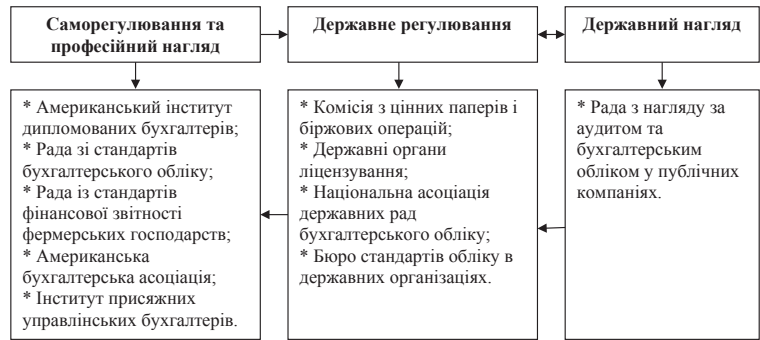 Саморегулювання та
професійний нагляд
Державне регулювання
Державний нагляд
* Американський інститут
дипломованих бухгалтерів;
* Рада зі стандартів
бухгалтерського обліку;
* Рада із стандартів
фінансової звітності
фермерських господарств;
* Американська
бухгалтерська асоціація;
* Інститут присяжних
управлінських бухгалтерів.
* Комісія з цінних паперів і
біржових операцій;
* Державні органи
ліцензування;
* Національна асоціація
державних рад
бухгалтерського обліку;
* Бюро стандартів обліку в
державних організаціях.
* Рада з нагляду за
аудитом та
бухгалтерським
обліком у публічних
компаніях.